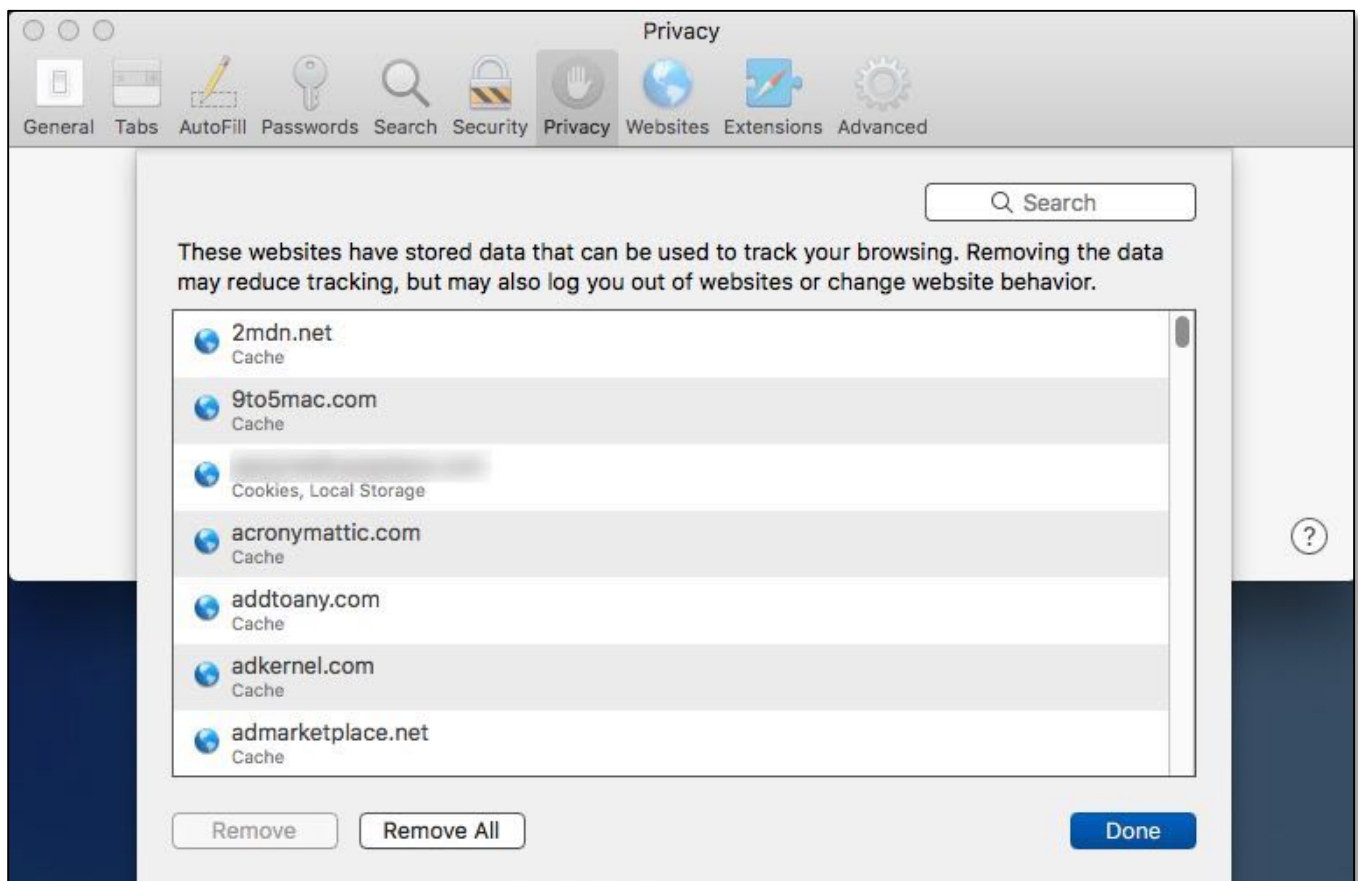 Privacy
General Tabs AutoFill Passwords Search Security Privacy Websites Extensions Advanced
Search
These websites have stored data that can be used to track your browsing. Removing the data
may reduce tracking, but may also log you out of websites or change website behavior.
2mdn.net
Cache
9to5mac.com
Cache
Cookies, Local Storage
acronymattic.com
Cache
addtoany.com
Cache
adkernel.com
Cache
admarketplace.net
Cache
?
Remove Remove All Done